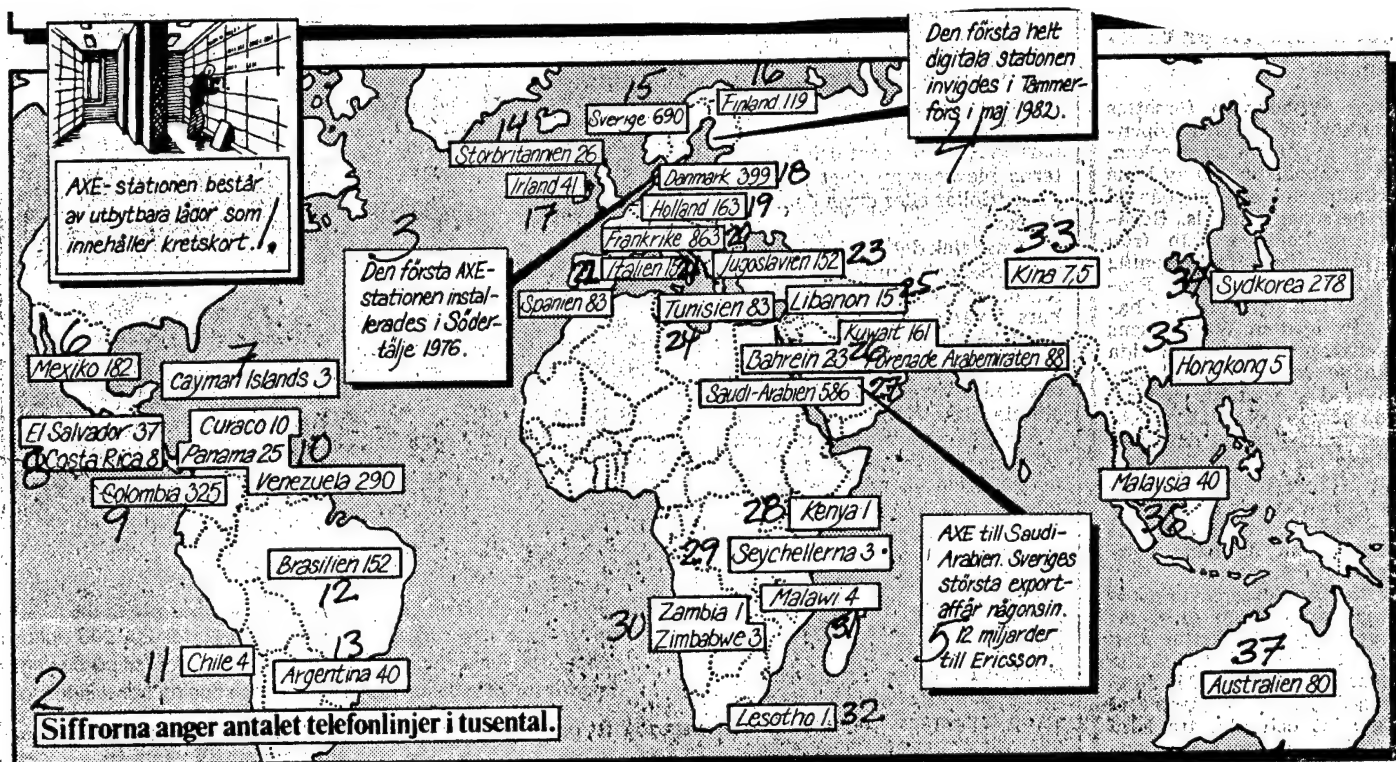 AXE-stationen består
av utbytbara lådor som
innehåller kretskort.
1.
Den första helt
digitala stationen
invigdes i Tammer-
fors i maj 1982.
4
16
Finland 119
15
Sverige 690
14
Storbritannien 26
Irland 41
17
Danmark 399 18
Holland 163 19
Frankrike 863
22 Italien
Jugoslavien 152 23
Spanien 83
Tunisien 83
24
Libanon 15 25
3
Den första AXE-
stationen instal-
lerades i Söder-
tälje 1976.
Kuwait 161
Bahrein 23 26 Förenade Arabemiraten 88
Saudi-Arabien 586 27
33
Kina 7,5
34 Sydkorea 278
35
Hongkong 5
6
Mexiko 182
7
Cayman Islands 3
El Salvador 37
8 Costa Rica 8
Curaco 10
Panama 25 10
Venezuela 290
Colombia 325
9
Brasilien 152
12
11 Chile 4
13
Argentina 40
28 Kenya 1
29 Seychellerna 3
Malawi 4
31
30 Zambia 1
Zimbabwe 3
Lesotho 1. 32
Malaysia 40
36
AXE till Saudi-
Arabien. Sveriges
största export-
affär någonsin.
5 12 miljarder
till Ericsson.
37
Australien 80
2
Siffrorna anger antalet telefonlinjer i tusental.